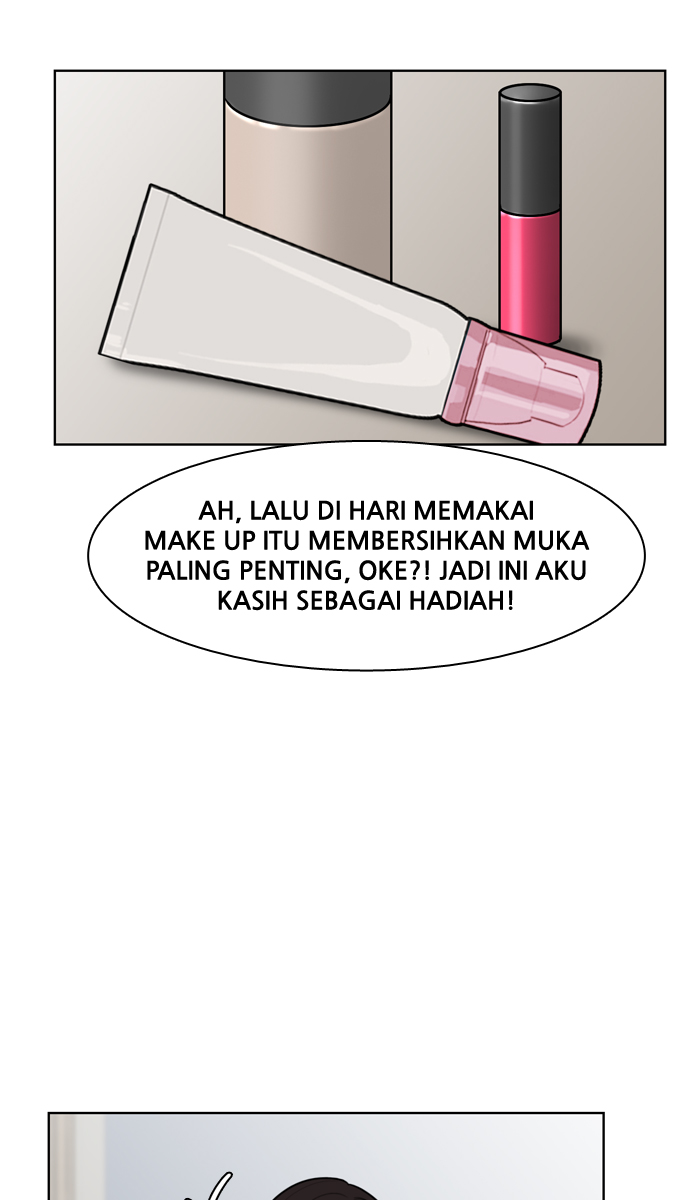 AH, LALU DI HARI MEMAKAI
MAKE UP ITU MEMBERSIHKAN MUKA
PALING PENTING, OKE?! JADI INI AKU
KASIH SEBAGAI HADIAH!